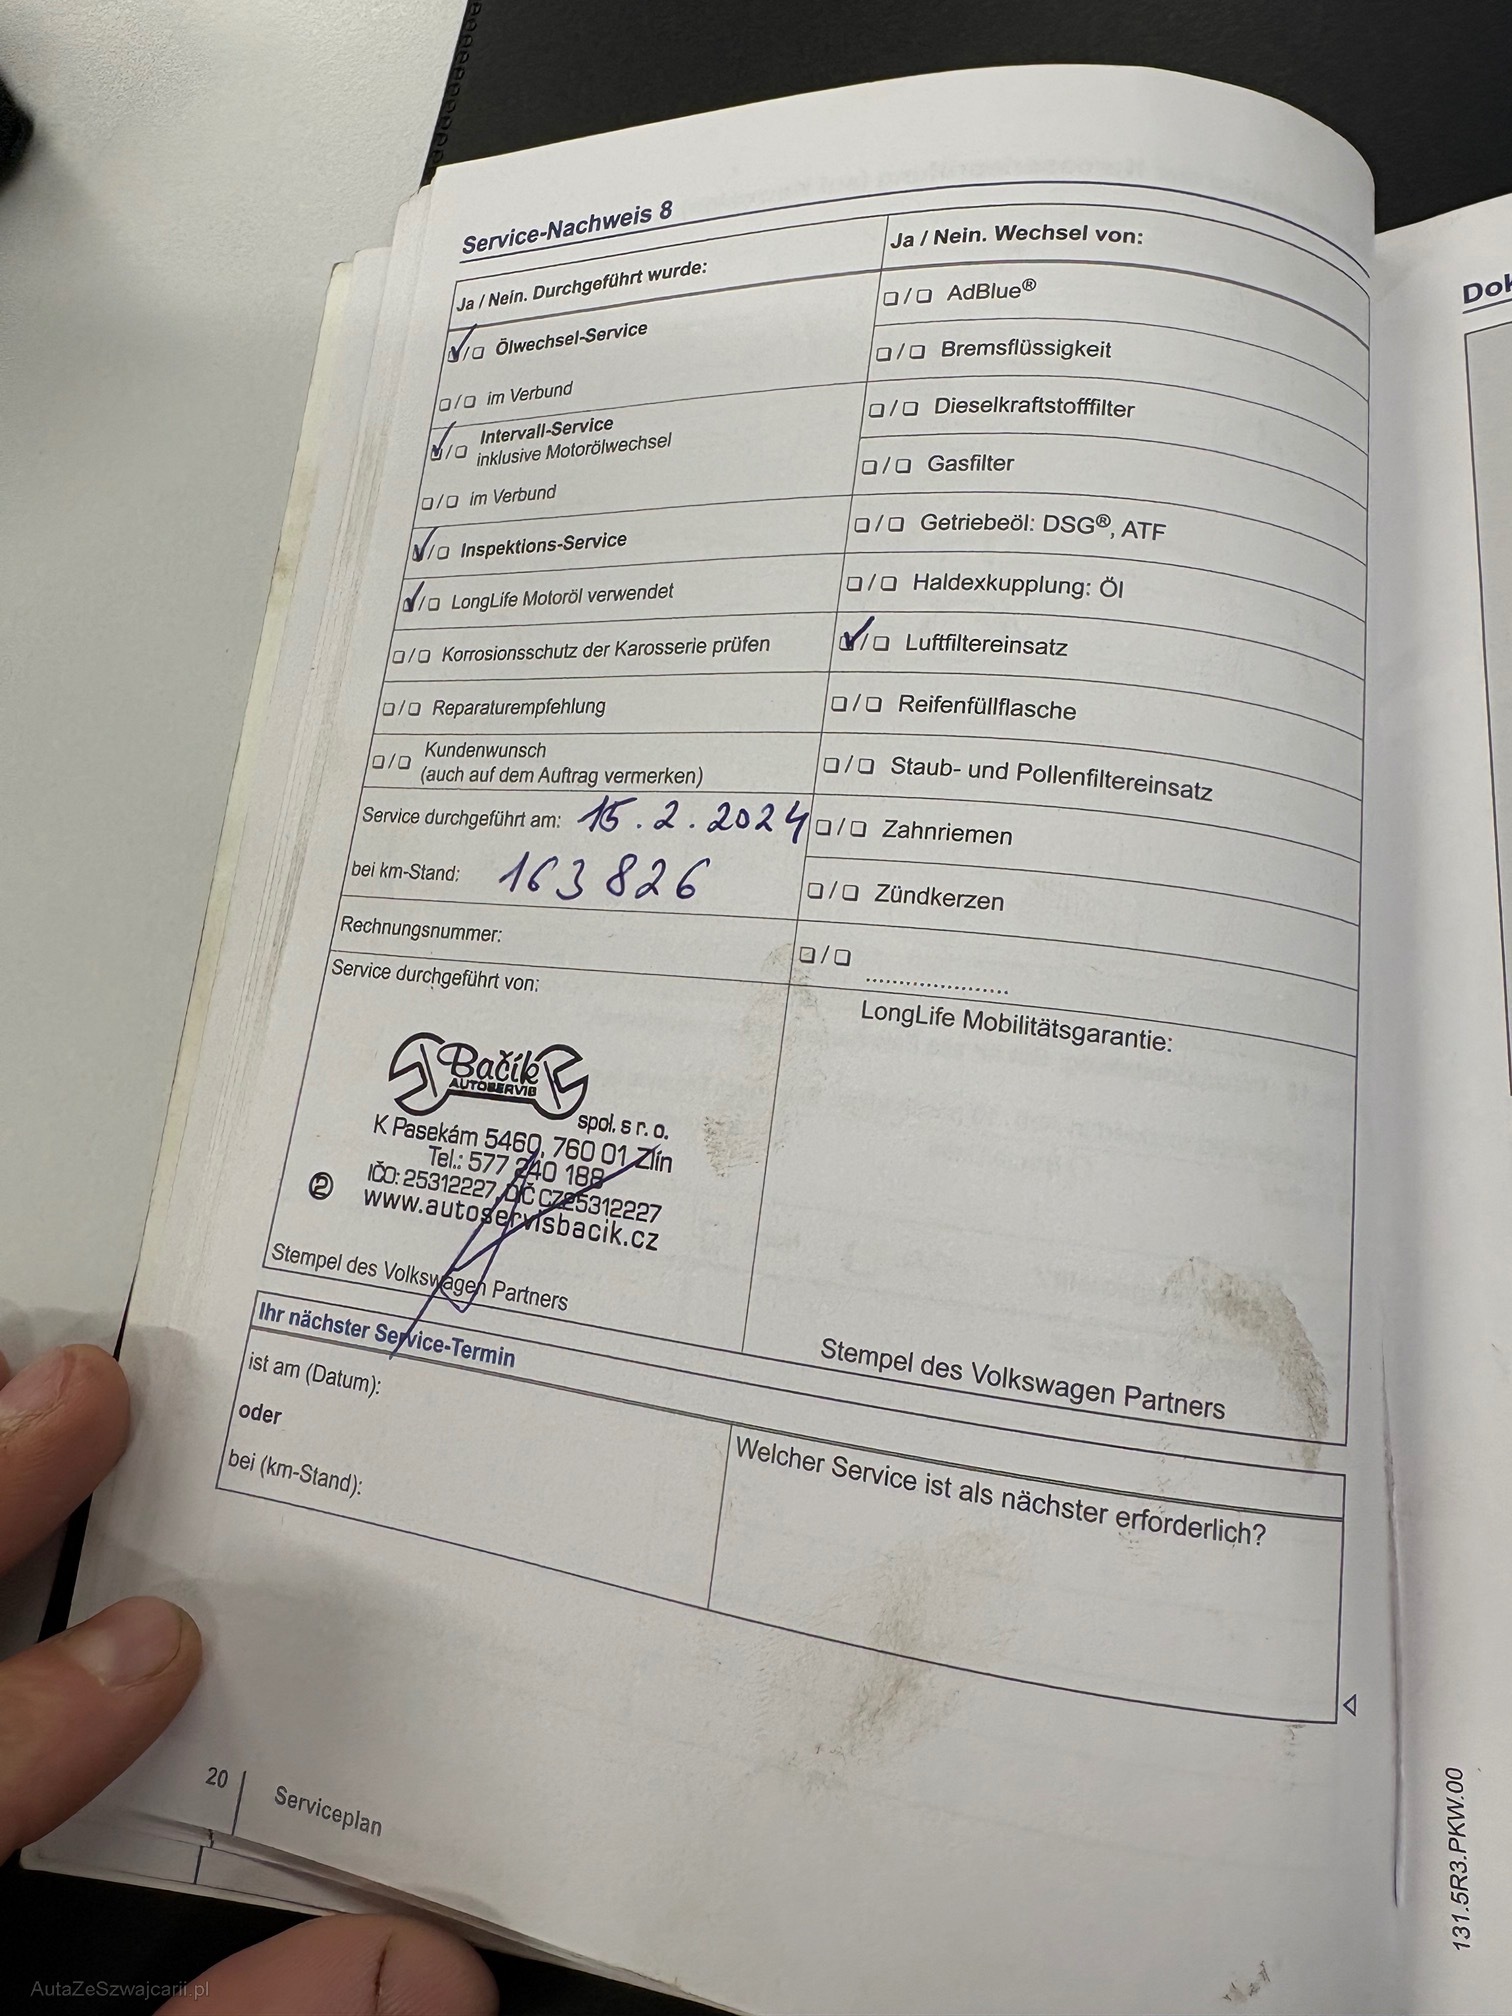 Service-Nachweis 8
Ja / Nein. Durchgeführt wurde:
✓/❏ Ölwechsel-Service
❏/❏ im Verbund
✓/❏ Intervall-Service
inklusive Motorölwechsel
❏/❏ im Verbund
✓/❏ Inspektions-Service
✓/❏ LongLife Motoröl verwendet
❏/❏ Korrosionsschutz der Karosserie prüfen
❏/❏ Reparaturempfehlung
❏/❏ Kundenwunsch
(auch auf dem Auftrag vermerken)
Service durchgeführt am: 15.2.2024
bei km-Stand: 163 826
Rechnungsnummer:
Service durchgeführt von:
Bačík
AUTOSERVIS
spol. s r. o.
K Pasekám 5460, 760 01 Zlín
Tel.: 577 240 188
IČO: 25312227, DIČ CZ25312227
② www.autoservisbacik.cz
Stempel des Volkswagen Partners
Ja / Nein. Wechsel von:
❏/❏ AdBlue®
❏/❏ Bremsflüssigkeit
❏/❏ Dieselkraftstofffilter
❏/❏ Gasfilter
❏/❏ Getriebeöl: DSG®, ATF
❏/❏ Haldexkupplung: Öl
✓/❏ Luftfiltereinsatz
❏/❏ Reifenfüllflasche
❏/❏ Staub- und Pollenfiltereinsatz
❏/❏ Zahnriemen
❏/❏ Zündkerzen
❏/❏ .....................
LongLife Mobilitätsgarantie:
Stempel des Volkswagen Partners
Ihr nächster Service-Termin
ist am (Datum):
oder
bei (km-Stand):
Welcher Service ist als nächster erforderlich?
20 Serviceplan
131.5R3.PKW.00
AutaZeSzwajcarii.pl